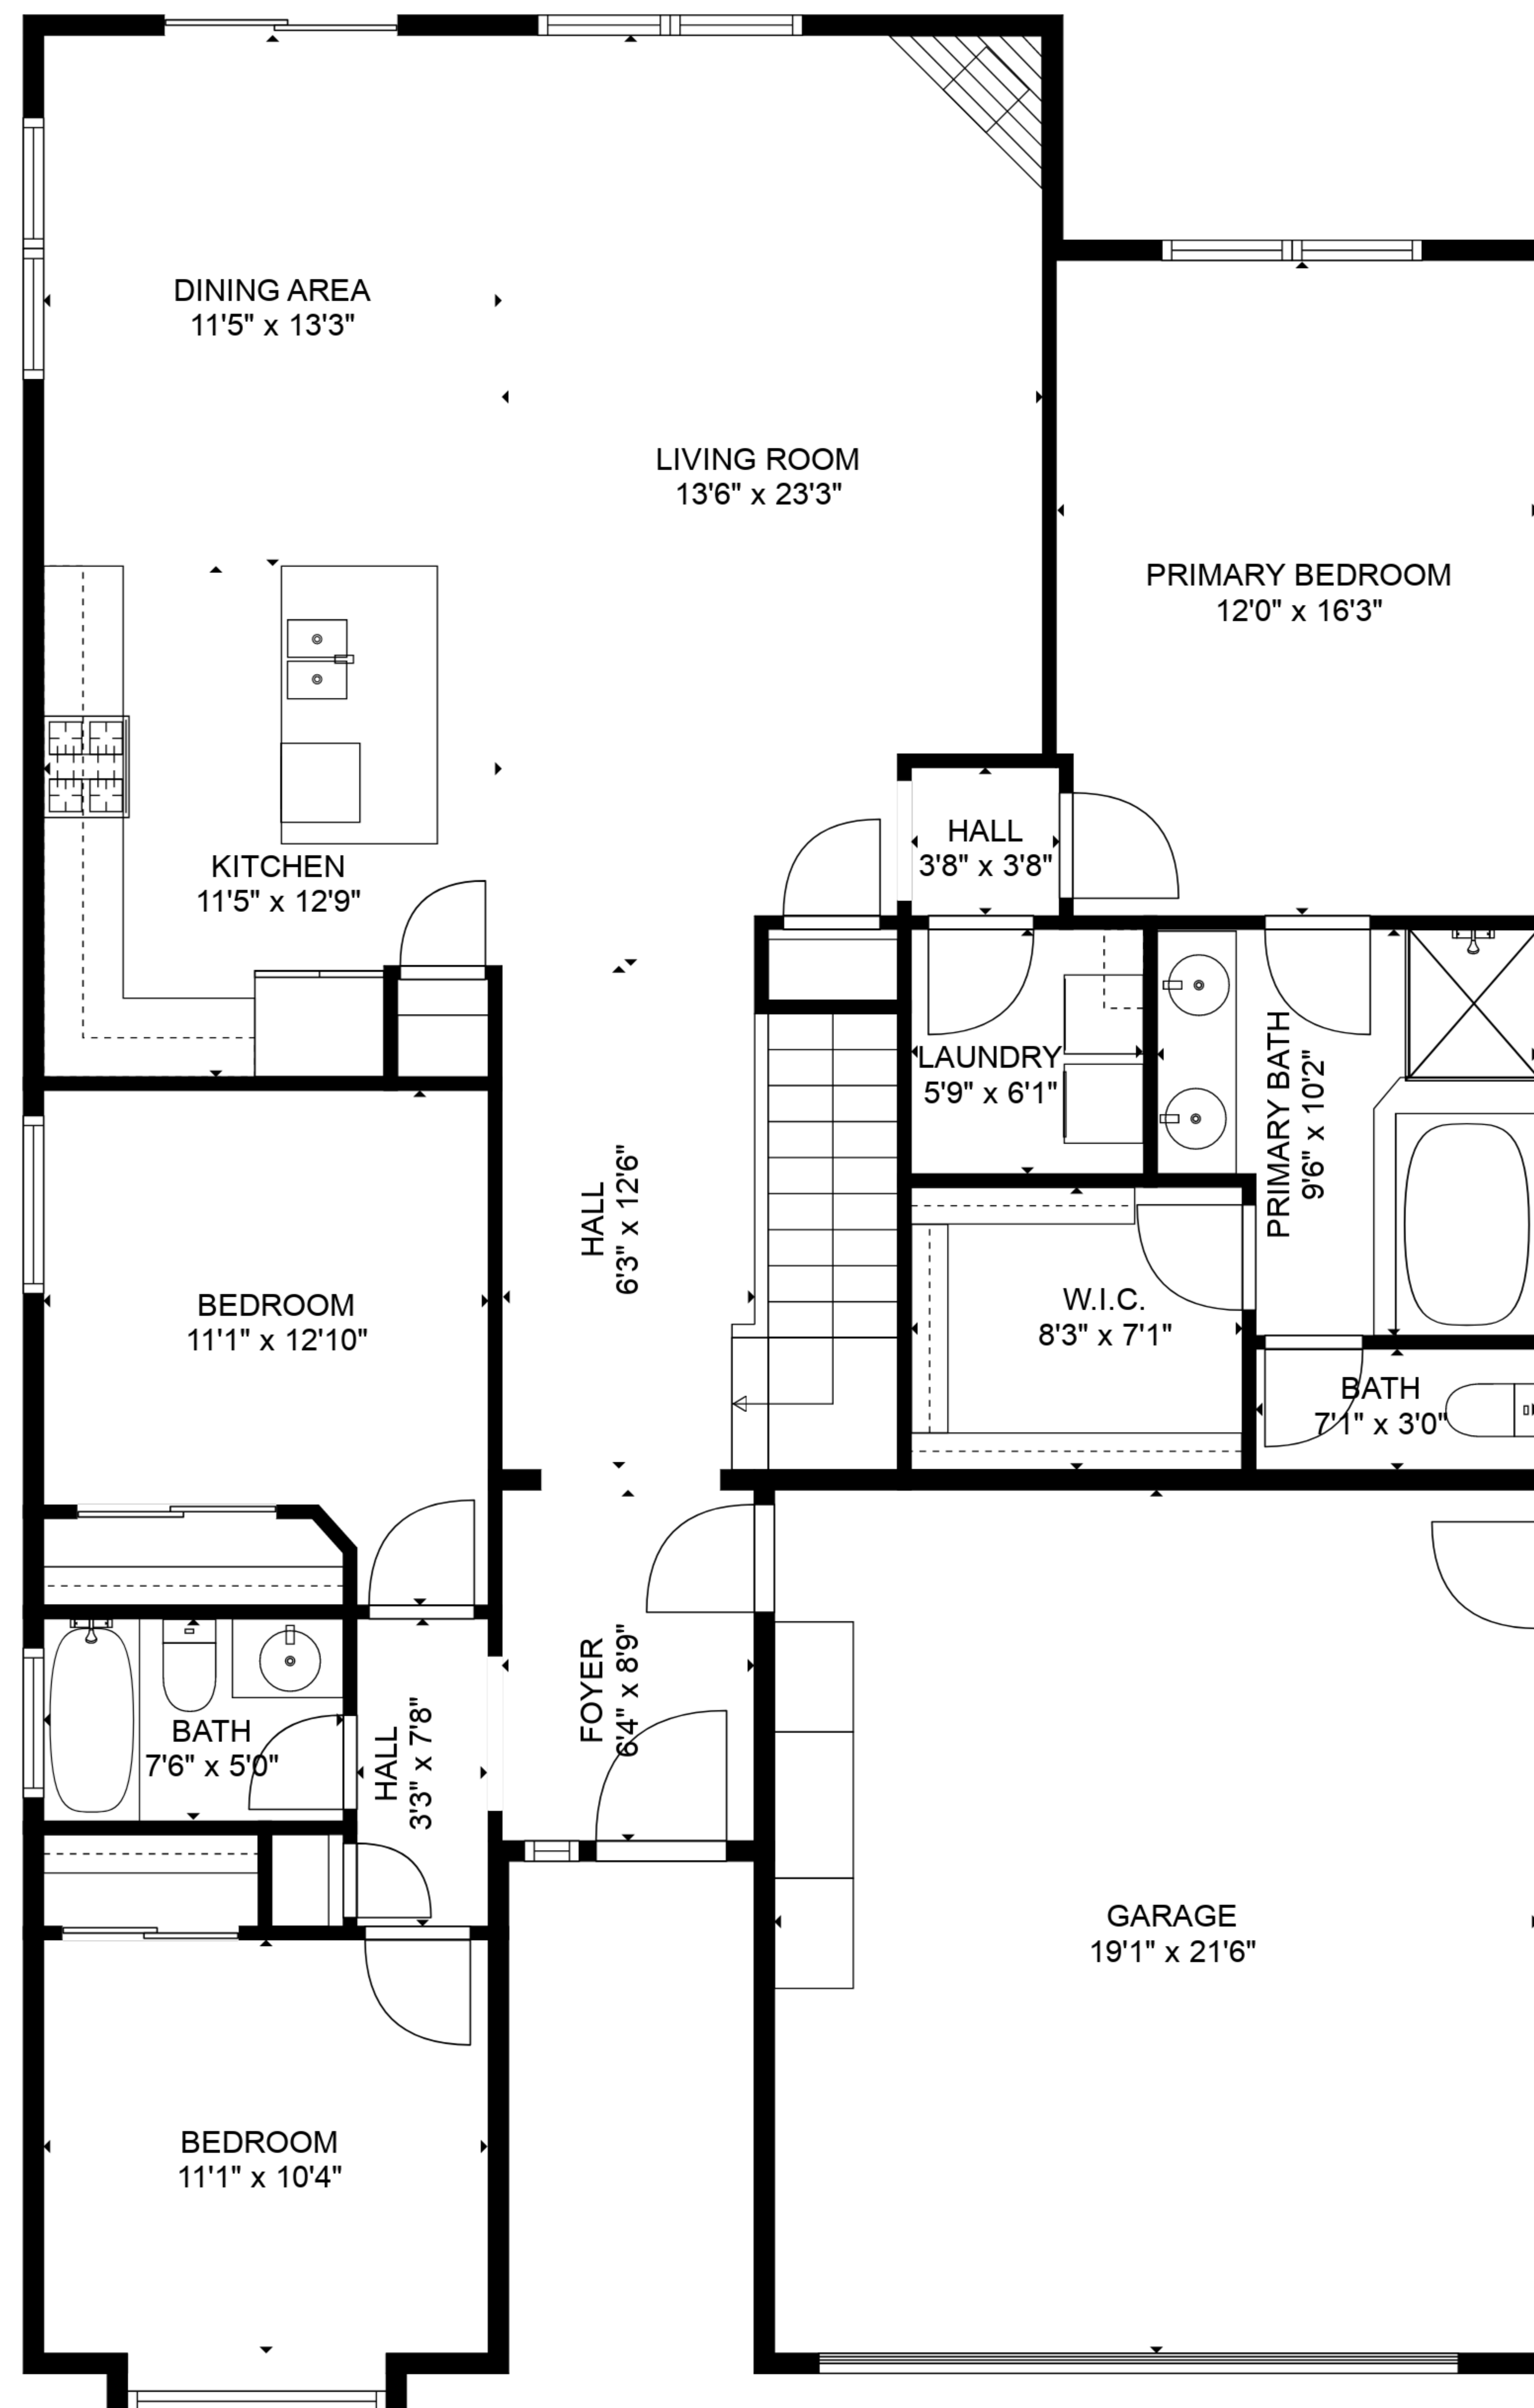 DINING AREA
11'5" x 13'3"
LIVING ROOM
13'6" x 23'3"
PRIMARY BEDROOM
12'0" x 16'3"
HALL
3'8" x 3'8"
KITCHEN
11'5" x 12'9"
LAUNDRY
5'9" x 6'1"
PRIMARY BATH
9'6" x 10'2"
HALL
6'3" x 12'6"
BEDROOM
11'1" x 12'10"
W.I.C.
8'3" x 7'1"
BATH
7'1" x 3'0"
FOYER
6'4" x 8'9"
BATH
7'6" x 5'0"
HALL
3'3" x 7'8"
GARAGE
19'1" x 21'6"
BEDROOM
11'1" x 10'4"